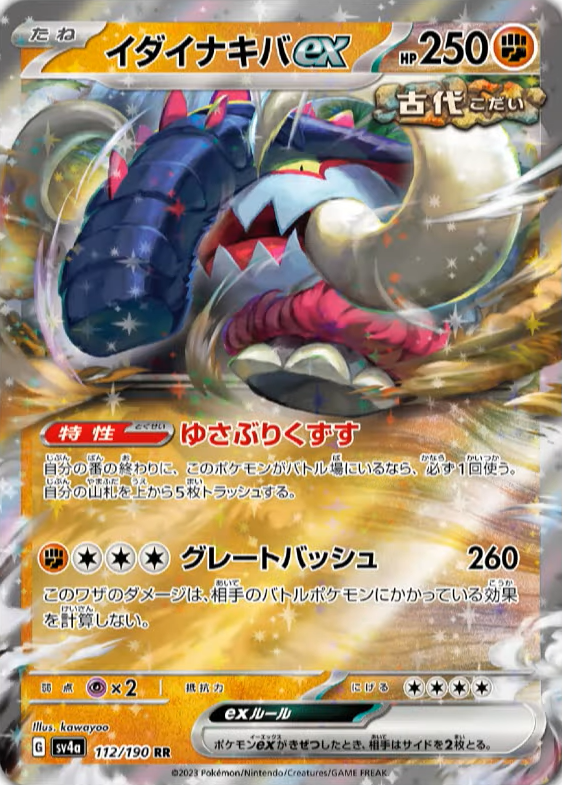 たね
イダイナキバex HP250
古代 こだい
特性 とくせい ゆさぶりくずす
自分の番の終わりに、このポケモンがバトル場にいるなら、必ず1回使う。
自分の山札を上から5枚トラッシュする。
グレートバッシュ 260
このワザのダメージは、相手のバトルポケモンにかかっている効果
を計算しない。
弱点 ×2 抵抗力 にげる
Illus. kawayoo
exルール
G sv4a 112/190 RR
ポケモンexがきぜつしたとき、相手はサイドを2枚とる。
©2023 Pokémon/Nintendo/Creatures/GAME FREAK.